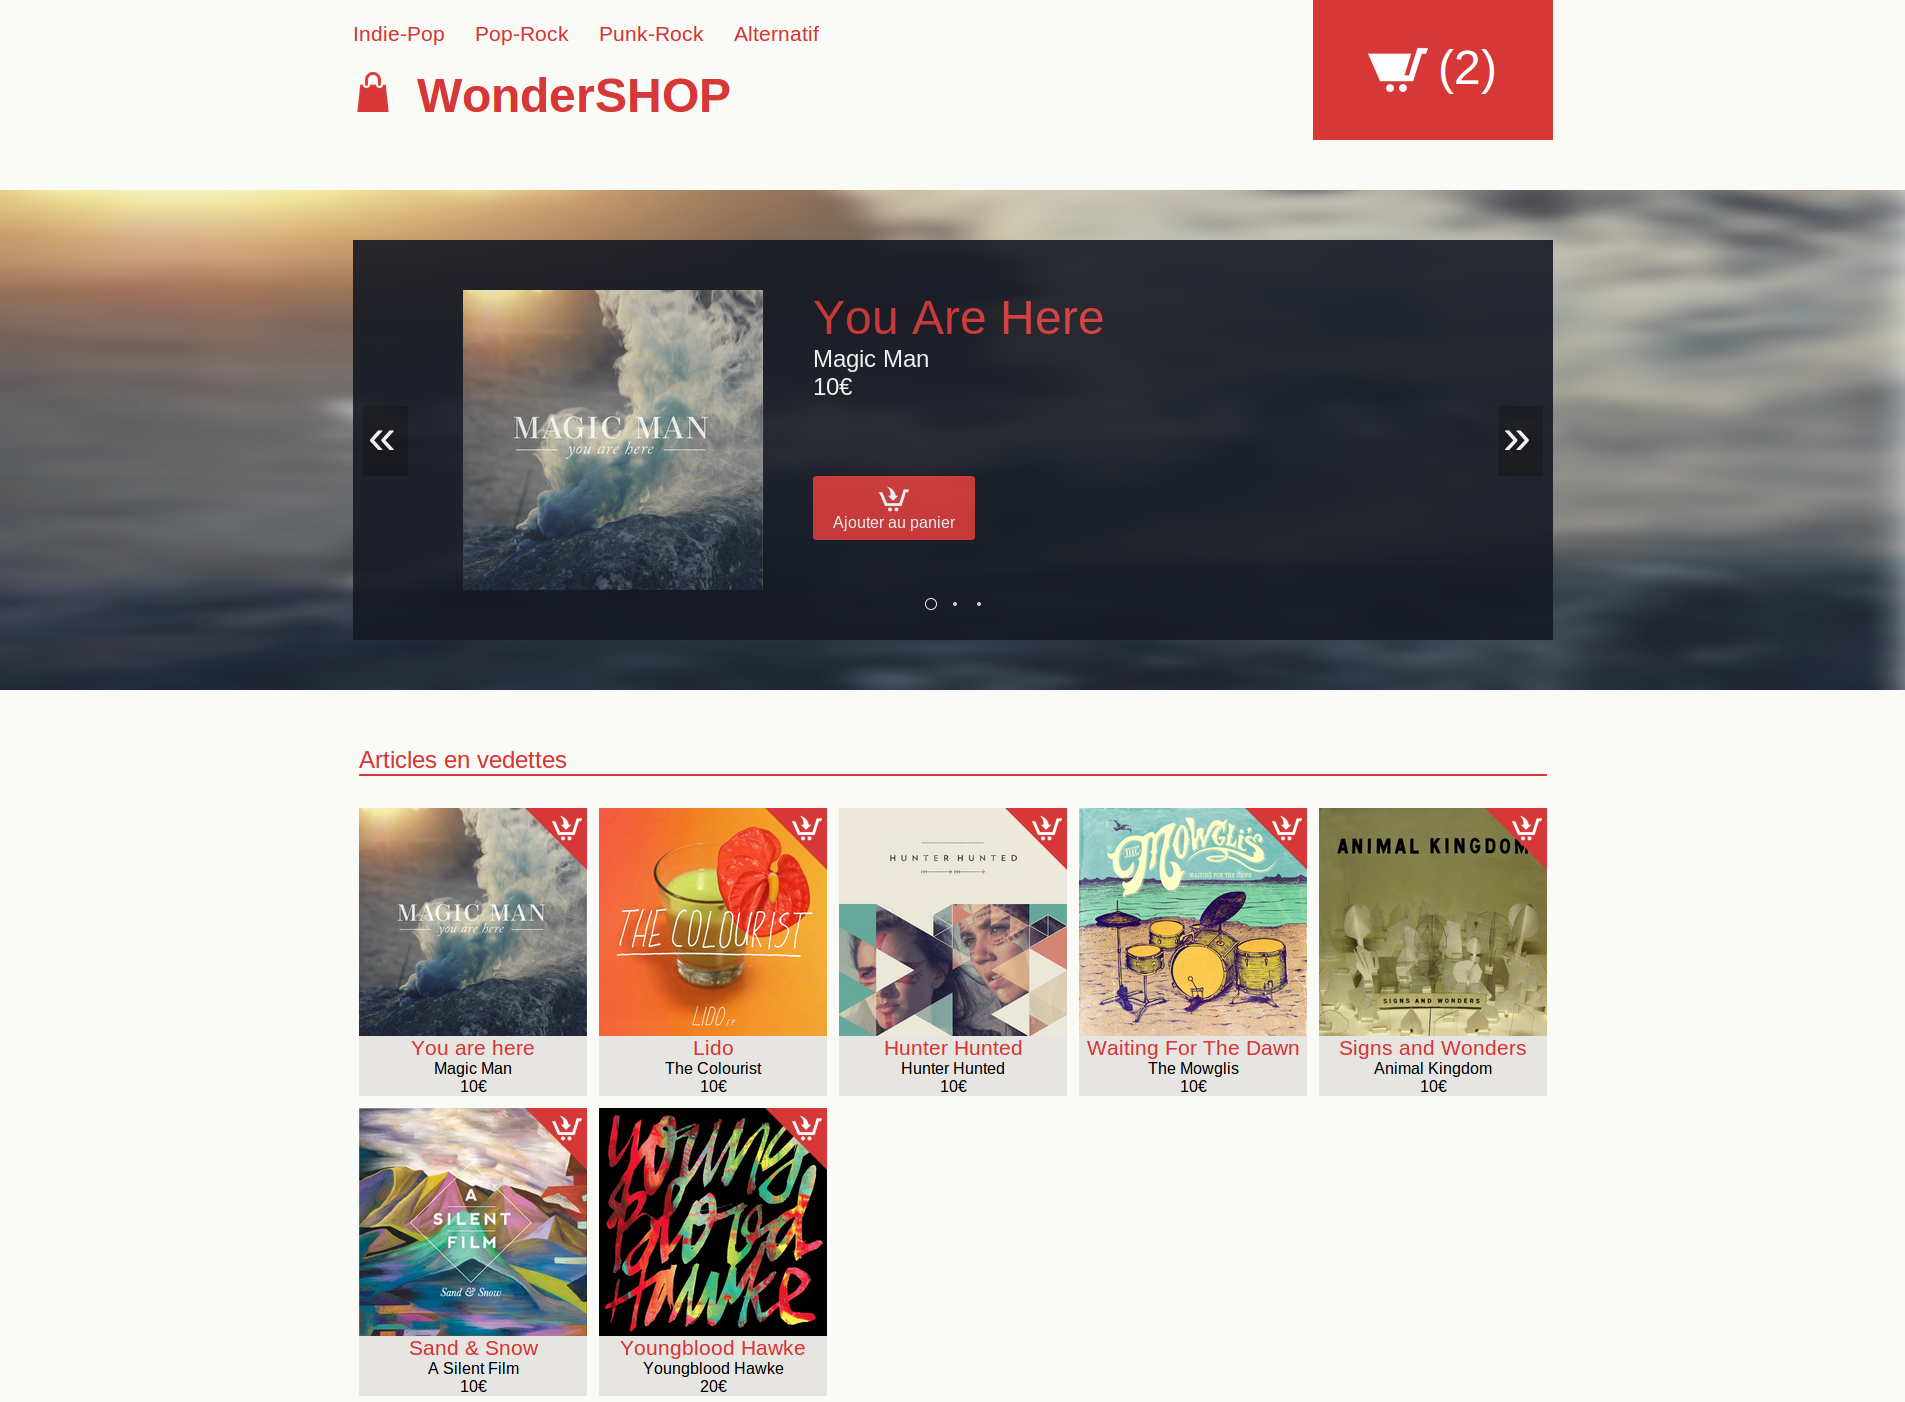 Indie-Pop Pop-Rock Punk-Rock Alternatif
WonderSHOP
(2)
You Are Here
Magic Man
10€
MAGIC MAN
you are here
«
»
Ajouter au panier
Articles en vedettes
MAGIC MAN
you are here
You are here
Magic Man
10€
THE COLOURIST
LIDO EP
Lido
The Colourist
10€
HUNTER HUNTED
Hunter Hunted
Hunter Hunted
10€
THE MOWGLI'S
WAITING FOR THE DAWN
Waiting For The Dawn
The Mowglis
10€
ANIMAL KINGDOM
SIGNS AND WONDERS
Signs and Wonders
Animal Kingdom
10€
A
SILENT
FILM
Sand & Snow
Sand & Snow
A Silent Film
10€
Young
Blood
Hawke
Youngblood Hawke
Youngblood Hawke
20€